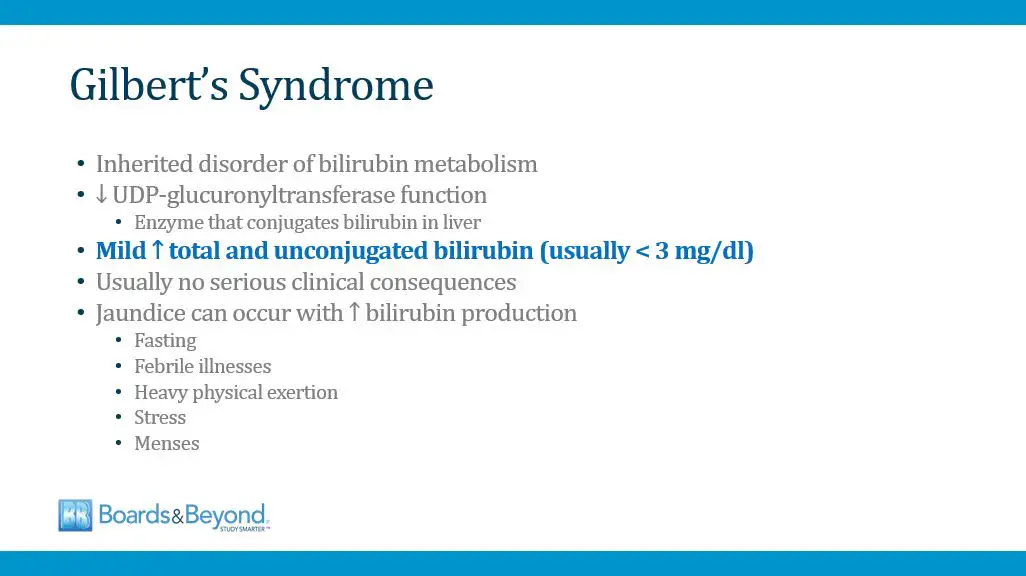 Gilbert's Syndrome
• Inherited disorder of bilirubin metabolism
• ↓ UDP-glucuronyltransferase function
• Enzyme that conjugates bilirubin in liver
• Mild ↑ total and unconjugated bilirubin (usually < 3 mg/dl)
• Usually no serious clinical consequences
• Jaundice can occur with ↑ bilirubin production
• Fasting
• Febrile illnesses
• Heavy physical exertion
• Stress
• Menses
BB Boards&Beyond.
STUDY SMARTER™